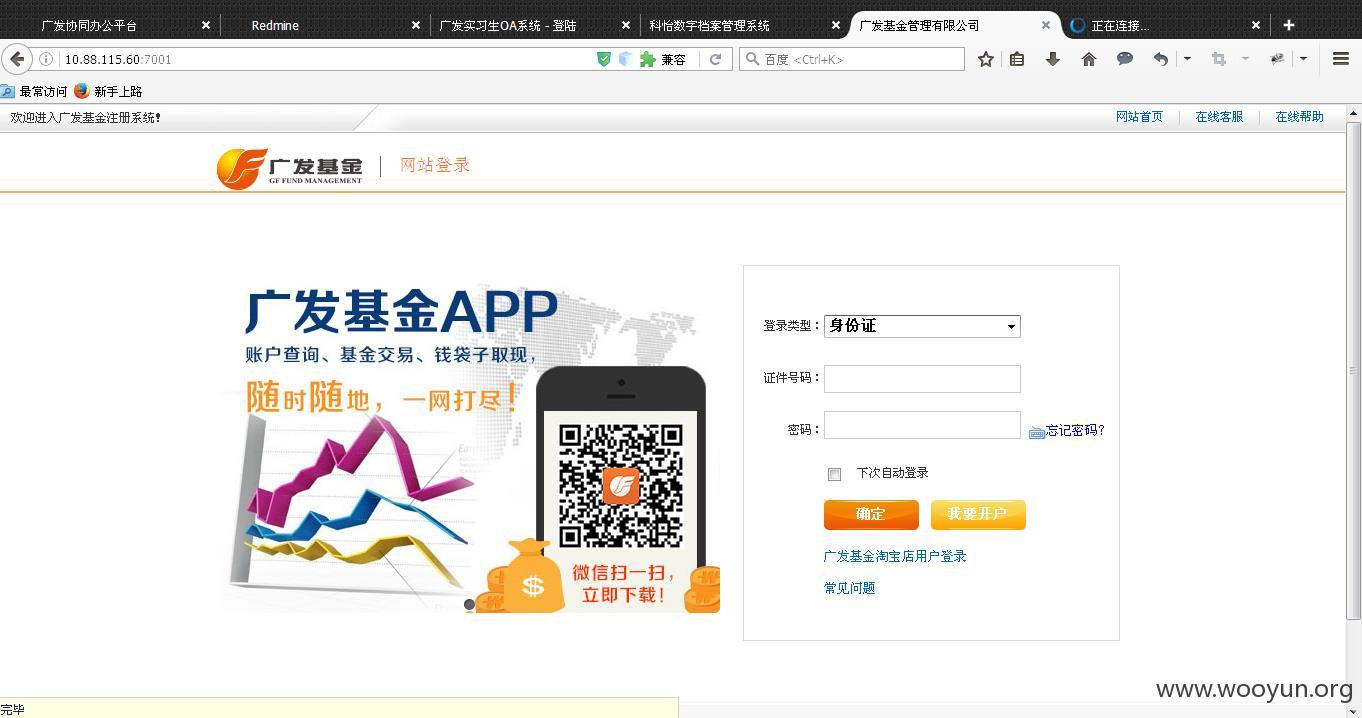 广发协同办公平台
Redmine
广发实习生OA系统 - 登陆
科怡数字档案管理系统
广发基金管理有限公司
正在连接...
10.88.115.60:7001
兼容
百度 <Ctrl+K>
最常访问
新手上路
欢迎进入广发基金注册系统!
网站首页
在线客服
在线帮助
广发基金
GF FUND MANAGEMENT
网站登录
广发基金APP
账户查询、基金交易、钱袋子取现，
随时随地，一网打尽！
微信扫一扫，
立即下载！
登录类型：
身份证
证件号码：
密码：
忘记密码?
下次自动登录
确定
我要开户
广发基金淘宝店用户登录
常见问题
www.wooyun.org
完毕